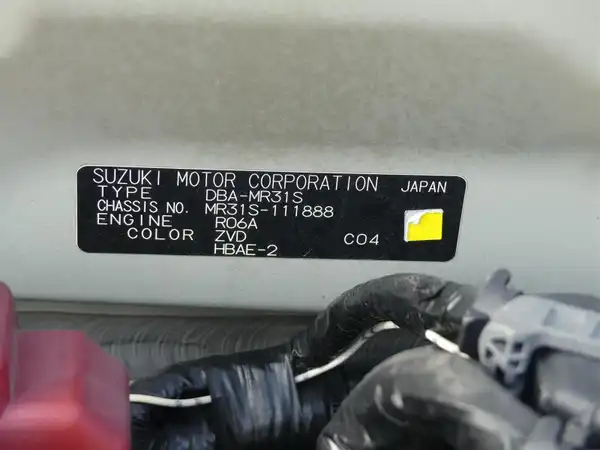 SUZUKI MOTOR CORPORATION JAPAN
TYPE DBA-MR31S
CHASSIS NO. MR31S-111888
ENGINE R06A
COLOR ZVD C04
HBAE-2